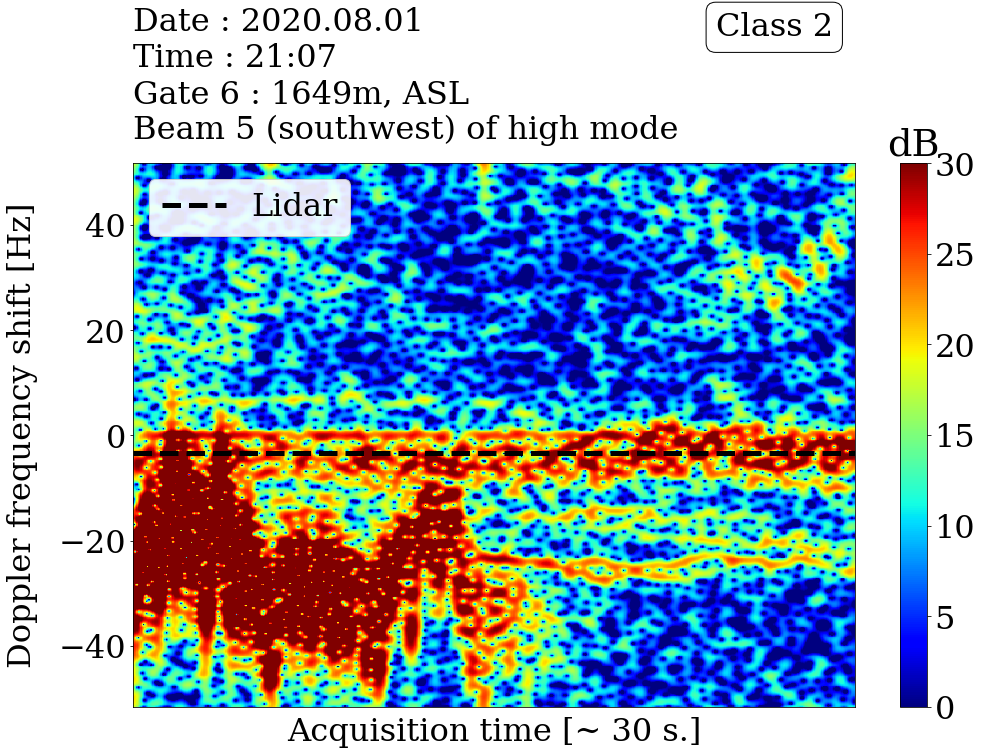 Date : 2020.08.01
Time : 21:07
Gate 6 : 1649m, ASL
Beam 5 (southwest) of high mode
Class 2
dB
Lidar
Doppler frequency shift [Hz]
40
20
0
−20
−40
30
25
20
15
10
5
0
Acquisition time [~ 30 s.]